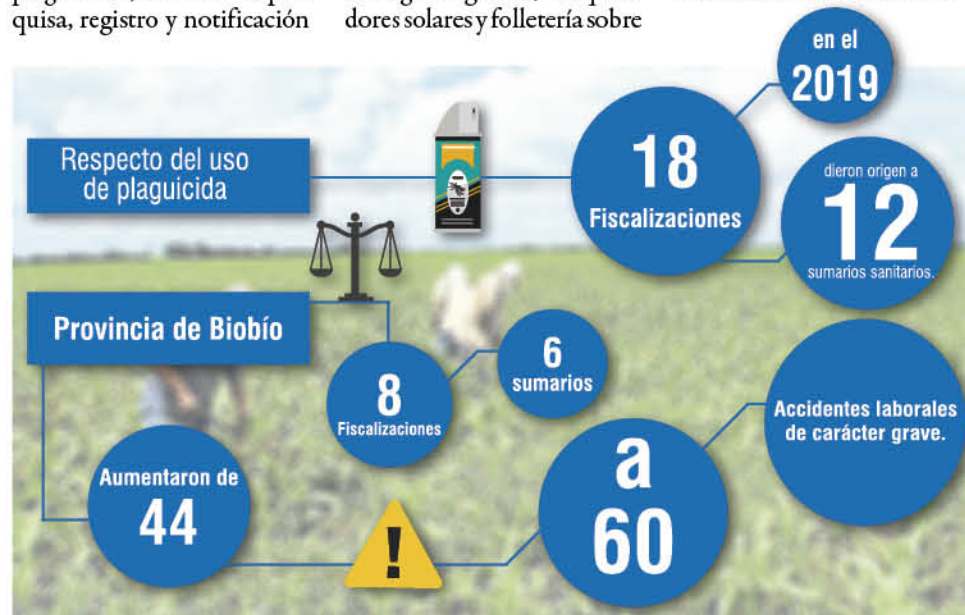 quisa, registro y notificación
dores solares y folletería sobre
Respecto del uso
de plaguicida
18
Fiscalizaciones
en el
2019
dieron origen a
12
sumarios sanitarios.
Provincia de Biobío
8
Fiscalizaciones
6
sumarios
Aumentaron de
44
a
60
Accidentes laborales
de carácter grave.